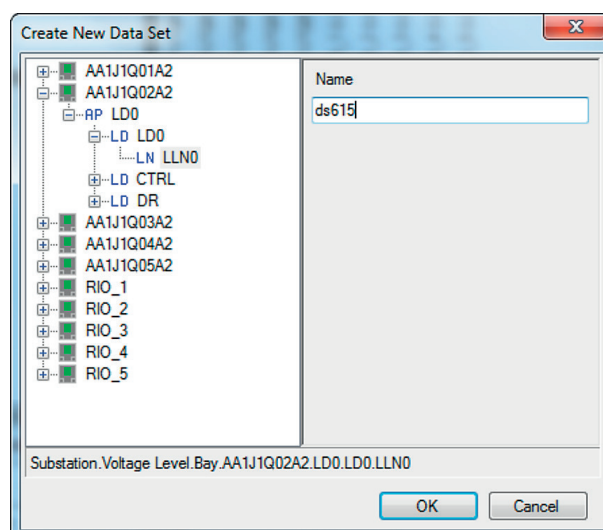 Create New Data Set
AA1J1Q01A2
AA1J1Q02A2
AP LD0
LD LD0
LN LLN0
LD CTRL
LD DR
AA1J1Q03A2
AA1J1Q04A2
AA1J1Q05A2
RIO_1
RIO_2
RIO_3
RIO_4
RIO_5
Name
ds615
Substation.Voltage Level.Bay.AA1J1Q02A2.LD0.LD0.LLN0
OK
Cancel